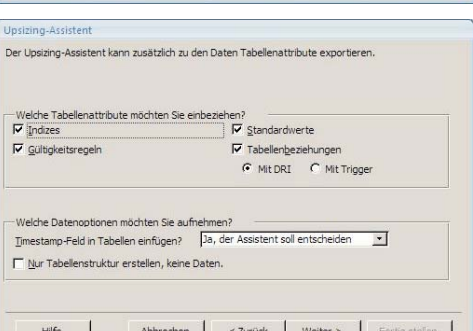 Upsizing-Assistent
Der Upsizing-Assistent kann zusätzlich zu den Daten Tabellenattribute exportieren.
Welche Tabellenattribute möchten Sie einbeziehen?
Indizes
Standardwerte
Gültigkeitsregeln
Tabellenbeziehungen
Mit DRI
Mit Trigger
Welche Datenoptionen möchten Sie aufnehmen?
Timestamp-Feld in Tabellen einfügen?
Ja, der Assistent soll entscheiden
Nur Tabellenstruktur erstellen, keine Daten.
Hilfe
Abbrechen
< Zurück
Weiter >
Fertig stellen